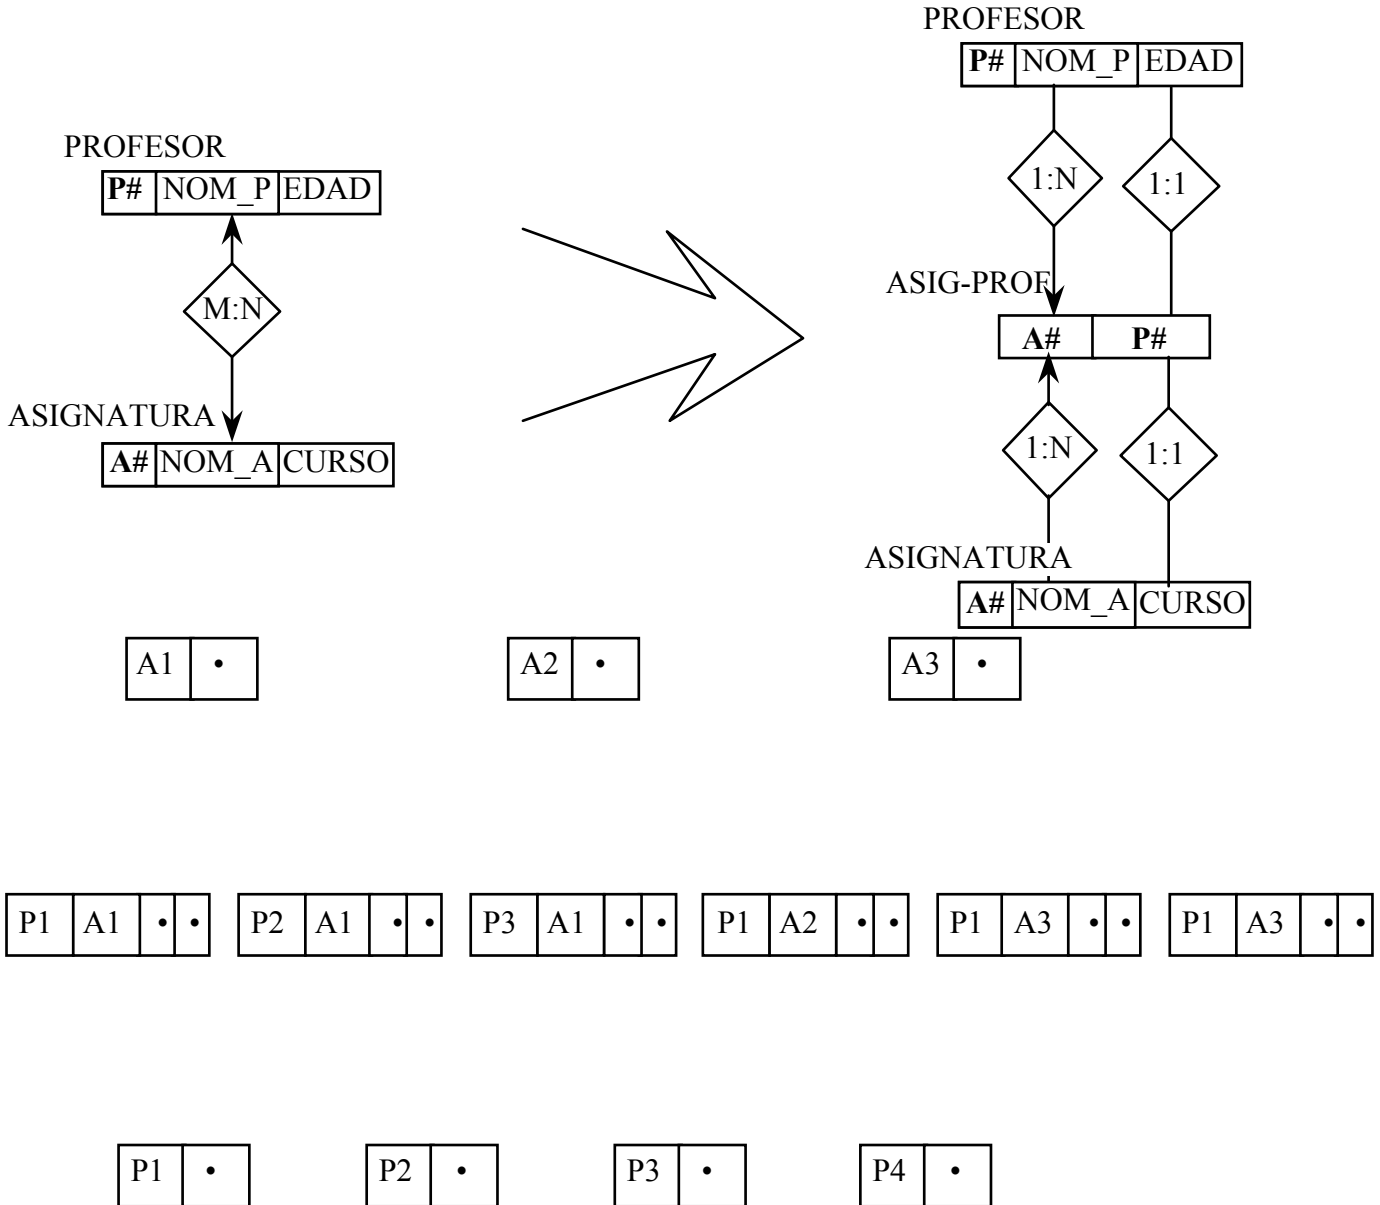 PROFESOR
P# NOM_P EDAD
M:N
ASIGNATURA
A# NOM_A CURSO
PROFESOR
P# NOM_P EDAD
1:N 1:1
ASIG-PROF
A# P#
1:N 1:1
ASIGNATURA
A# NOM_A CURSO
A1 • A2 • A3 •
P1 A1 • • P2 A1 • • P3 A1 • • P1 A2 • • P1 A3 • • P1 A3 • •
P1 • P2 • P3 • P4 •